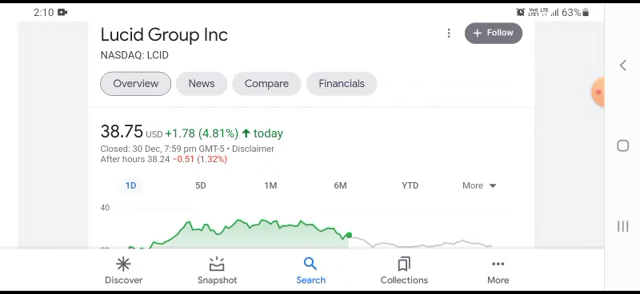 2:10
63%
Lucid Group Inc
Follow
NASDAQ: LCID
Overview News Compare Financials
38.75 USD +1.78 (4.81%) ↑ today
Closed: 30 Dec, 7:59 pm GMT-5 • Disclaimer
After hours 38.24 −0.51 (1.32%)
1D 5D 1M 6M YTD More
40
Discover Snapshot Search Collections More